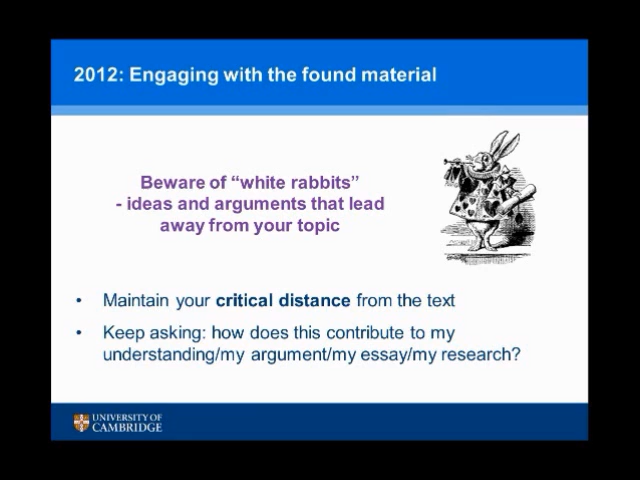 2012: Engaging with the found material
Beware of “white rabbits”
- ideas and arguments that lead
away from your topic
• Maintain your critical distance from the text
• Keep asking: how does this contribute to my
understanding/my argument/my essay/my research?
UNIVERSITY OF
CAMBRIDGE